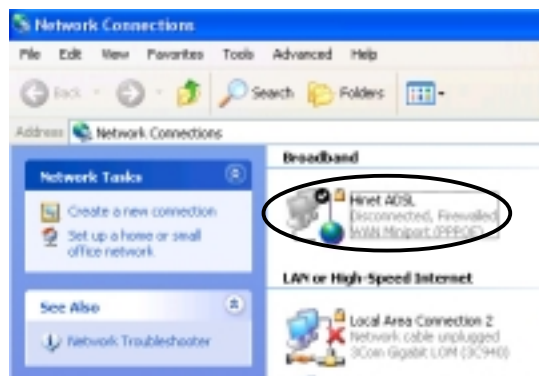 Network Connections
File Edit View Favorites Tools Advanced Help
Back Search Folders
Address Network Connections
Network Tasks
Create a new connection
Set up a home or small
office network
See Also
Network Troubleshooter
Broadband
Hinet ADSL
Disconnected, Firewalled
WAN Miniport (PPPOE)
LAN or High-Speed Internet
Local Area Connection 2
Network cable unplugged
3Com Gigabit LOM (3C940)